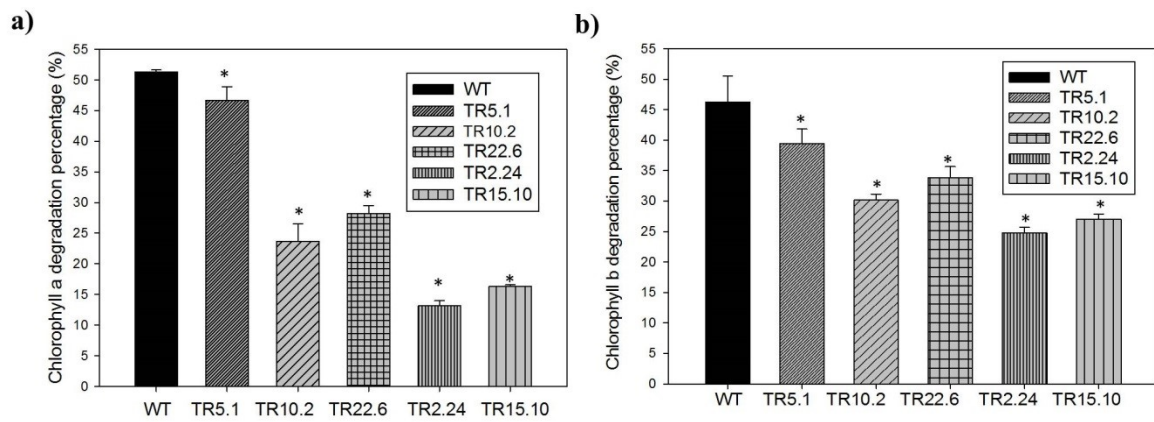 a)
Chlorophyll a degradation percentage (%)
55
50
45
40
35
30
25
20
15
10
5
0
*
*
*
*
*
WT
TR5.1
TR10.2
TR22.6
TR2.24
TR15.10
WT
TR5.1
TR10.2
TR22.6
TR2.24
TR15.10
b)
Chlorophyll b degradation percentage (%)
55
50
45
40
35
30
25
20
15
10
5
0
*
*
*
*
*
WT
TR5.1
TR10.2
TR22.6
TR2.24
TR15.10
WT
TR5.1
TR10.2
TR22.6
TR2.24
TR15.10